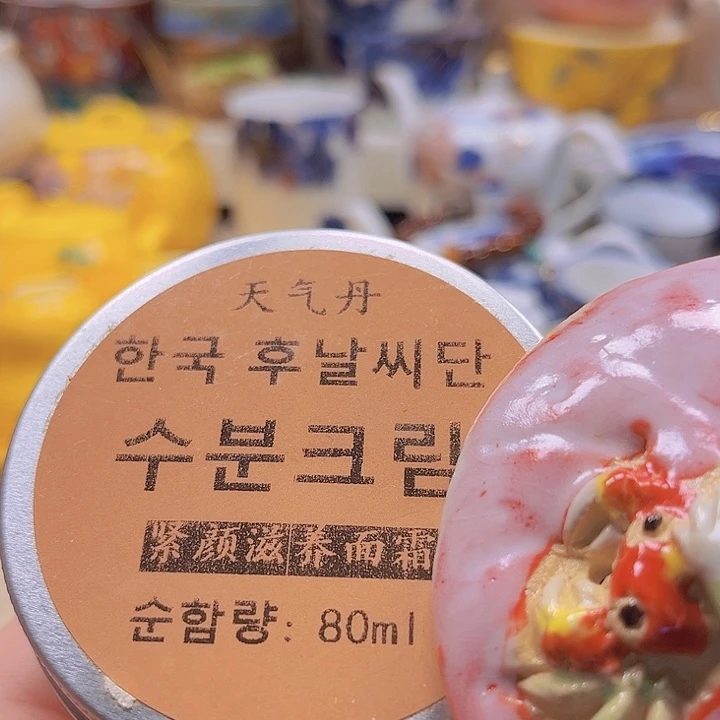 天气丹
한국 후날씨단
수분크림
紧颜滋养面霜
순함량: 80ml